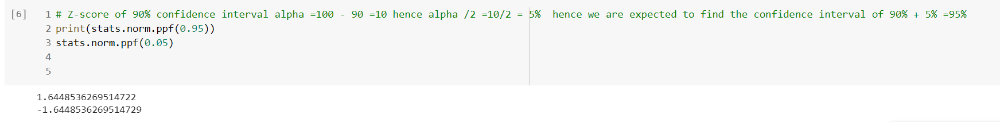 [6] 1 # Z-score of 90% confidence interval alpha =100 - 90 =10 hence alpha /2 =10/2 = 5%  hence we are expected to find the confidence interval of 90% + 5% =95%
2 print(stats.norm.ppf(0.95))
3 stats.norm.ppf(0.05)
4
5
1.6448536269514722
-1.6448536269514729